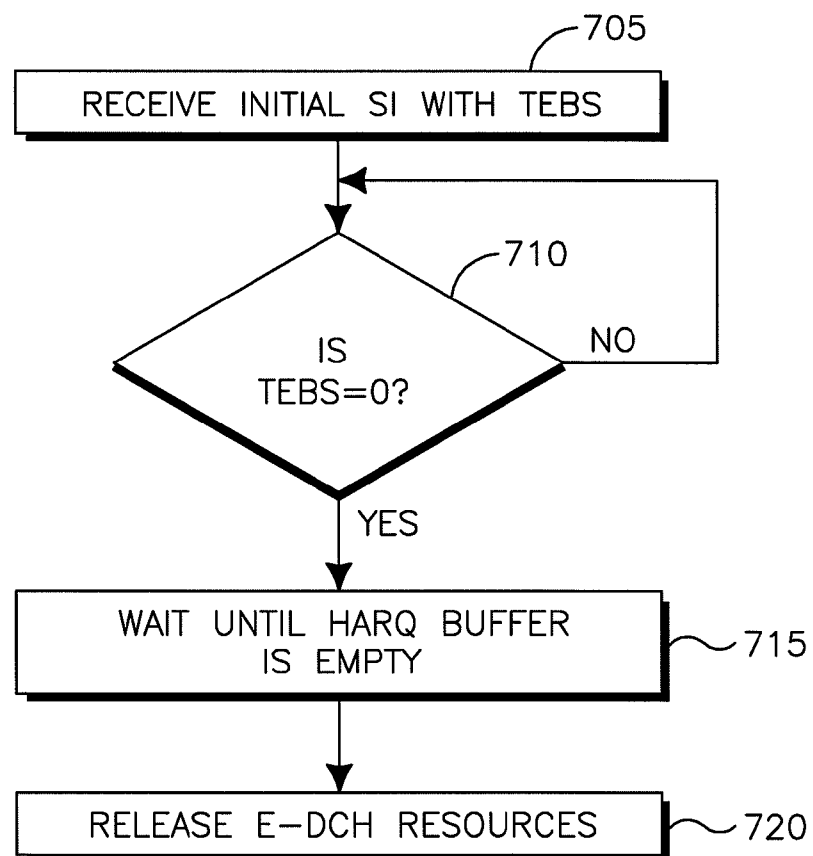 705
RECEIVE INITIAL SI WITH TEBS
710
IS
TEBS=0?
NO
YES
WAIT UNTIL HARQ BUFFER
IS EMPTY
715
RELEASE E-DCH RESOURCES
720